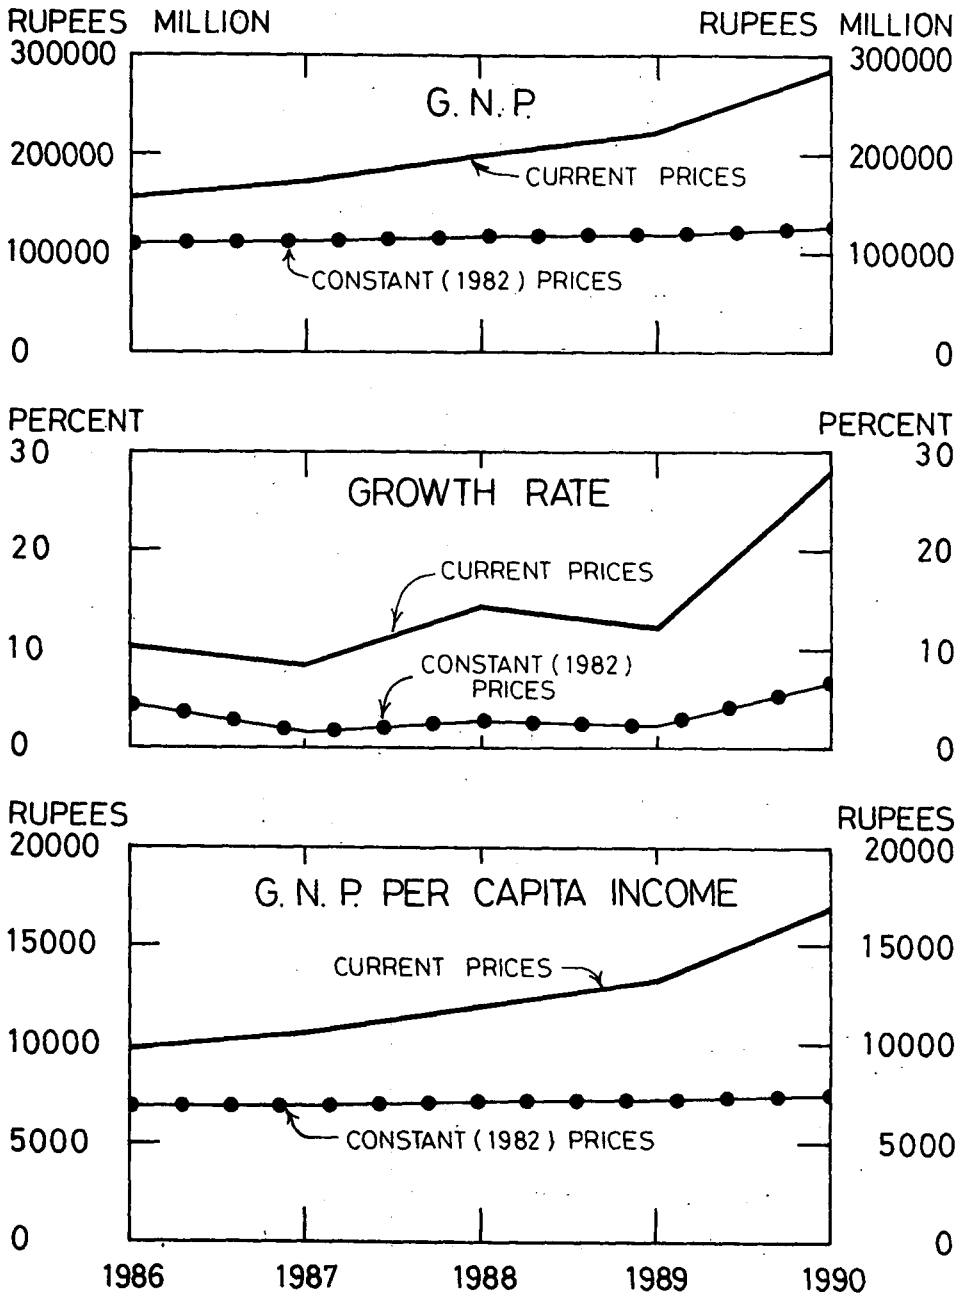 RUPEES MILLION
RUPEES MILLION
300000
300000
G. N. P.
200000
200000
CURRENT PRICES
100000
100000
CONSTANT (1982) PRICES
0
0
PERCENT
PERCENT
30
30
GROWTH RATE
20
20
CURRENT PRICES
10
10
CONSTANT (1982)
PRICES
0
0
RUPEES
RUPEES
20000
20000
G. N. P. PER CAPITA INCOME
15000
15000
CURRENT PRICES
10000
10000
5000
5000
CONSTANT (1982) PRICES
0
0
1986 1987 1988 1989 1990